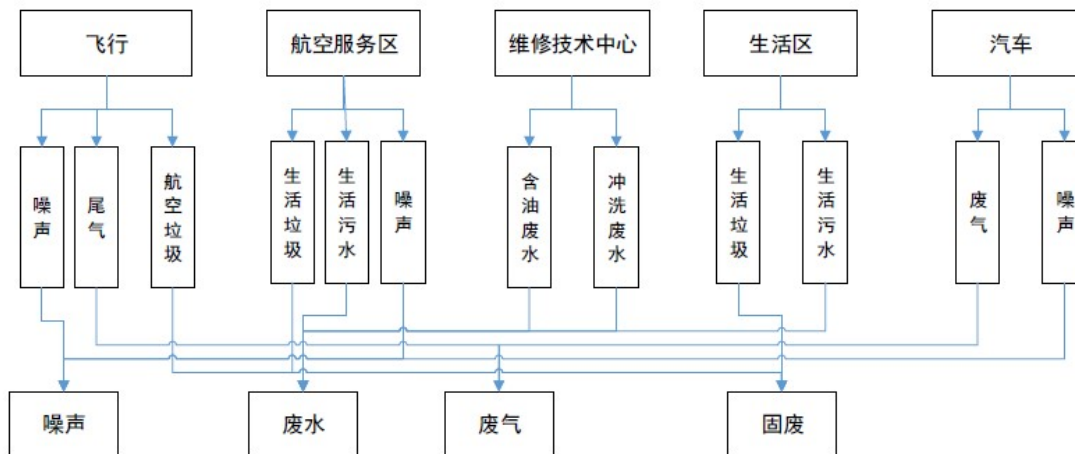 飞行
航空服务区
维修技术中心
生活区
汽车
噪声
尾气
航空垃圾
生活垃圾
生活污水
噪声
含油废水
冲洗废水
生活垃圾
生活污水
废气
噪声
噪声
废水
废气
固废